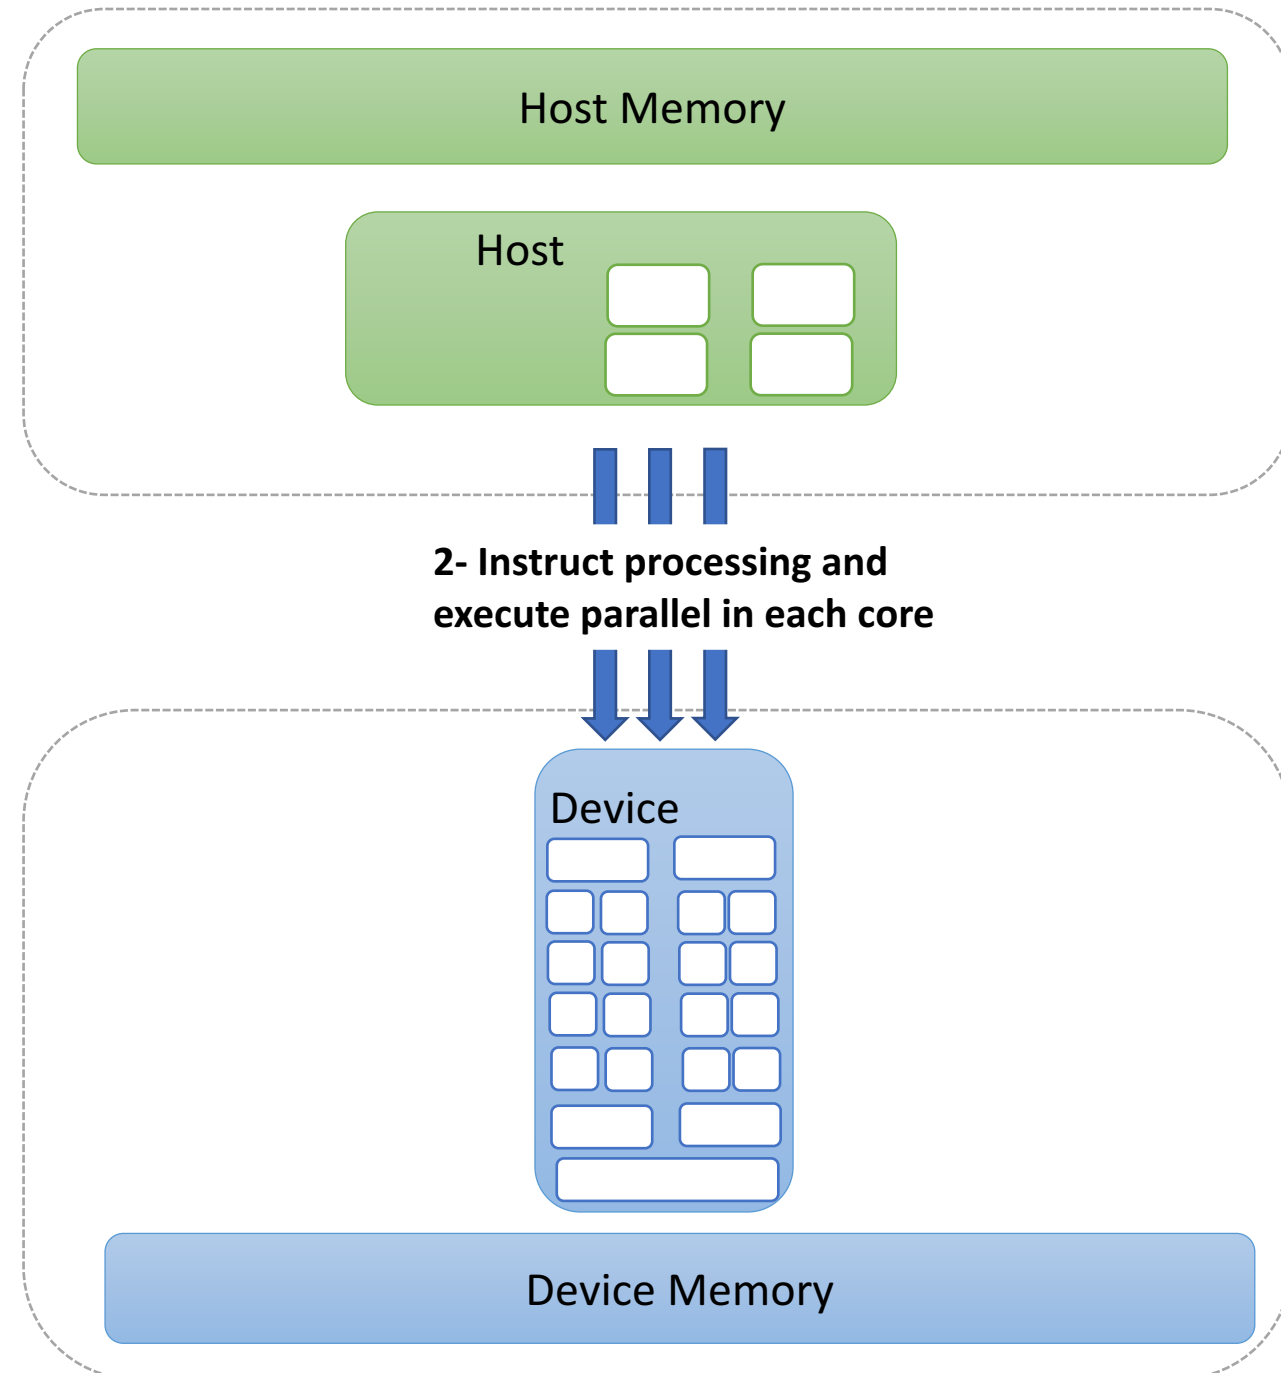 Host Memory
Host
2- Instruct processing and
execute parallel in each core
Device
Device Memory